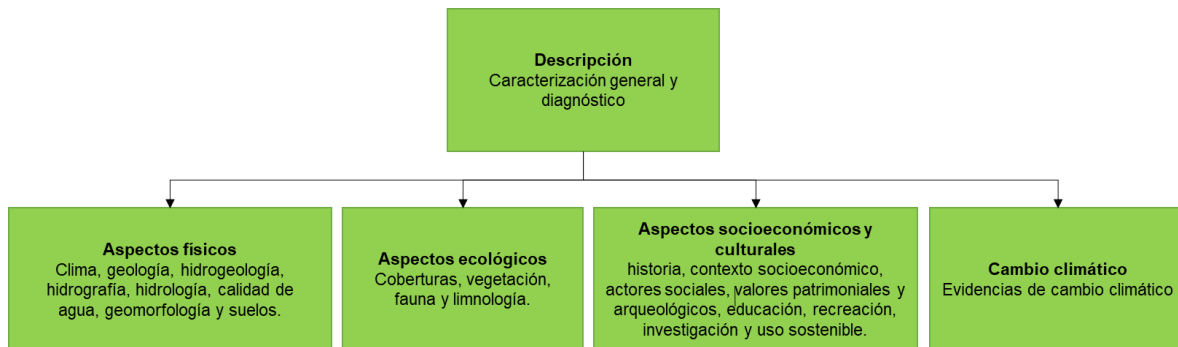 Descripción
Caracterización general y
diagnóstico
Aspectos físicos
Clima, geología, hidrogeología,
hidrografía, hidrología, calidad de
agua, geomorfología y suelos.
Aspectos ecológicos
Coberturas, vegetación,
fauna y limnología.
Aspectos socioeconómicos y
culturales
historia, contexto socioeconómico,
actores sociales, valores patrimoniales y
arqueológicos, educación, recreación,
investigación y uso sostenible.
Cambio climático
Evidencias de cambio climático